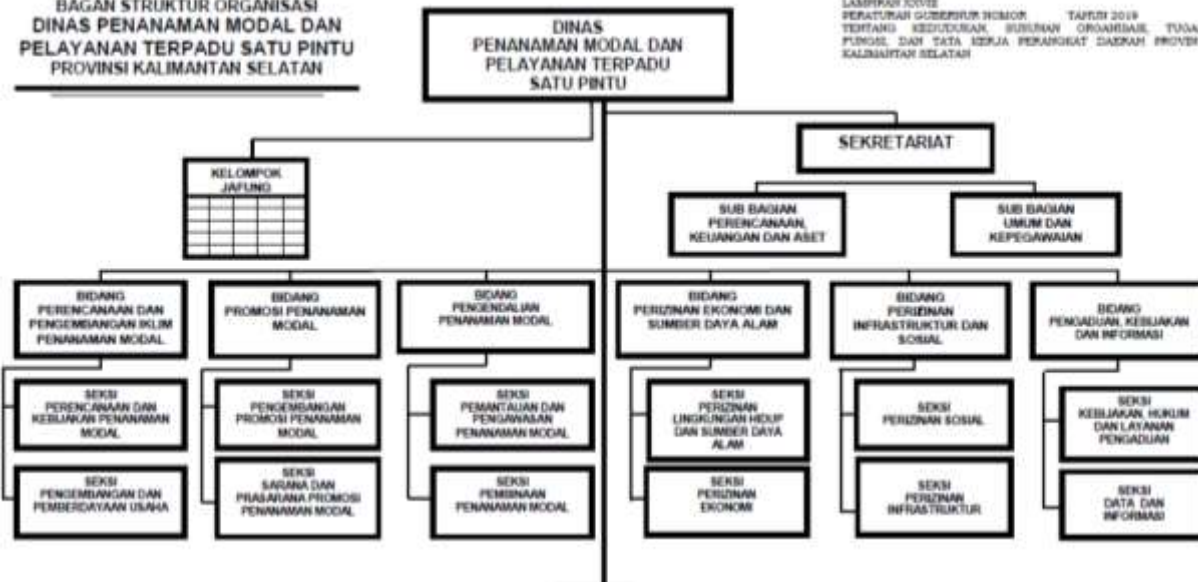 BAGAN STRUKTUR ORGANISASI
DINAS PENANAMAN MODAL DAN
PELAYANAN TERPADU SATU PINTU
PROVINSI KALIMANTAN SELATAN
LAMPIRAN XXVIII
PERATURAN GUBERNUR NOMOR TAHUN 2019
TENTANG KEDUDUKAN, SUSUNAN ORGANISASI, TUGAS
FUNGSI, DAN TATA KERJA PERANGKAT DAERAH PROVIN
KALIMANTAN SELATAN
DINAS
PENANAMAN MODAL DAN
PELAYANAN TERPADU
SATU PINTU
SEKRETARIAT
KELOMPOK
JAFUNG
SUB BAGIAN
PERENCANAAN,
KEUANGAN DAN ASET
SUB BAGIAN
UMUM DAN
KEPEGAWAIAN
BIDANG
PERENCANAAN DAN
PENGEMBANGAN IKLIM
PENANAMAN MODAL
BIDANG
PROMOSI PENANAMAN
MODAL
BIDANG
PENGENDALIAN
PENANAMAN MODAL
BIDANG
PERIZINAN EKONOMI DAN
SUMBER DAYA ALAM
BIDANG
PERIZINAN
INFRASTRUKTUR DAN
SOSIAL
BIDANG
PENGADUAN, KEBIJAKAN
DAN INFORMASI
SEKSI
PERENCANAAN DAN
KEBIJAKAN PENANAMAN
MODAL
SEKSI
PENGEMBANGAN
PROMOSI PENANAMAN
MODAL
SEKSI
PEMANTAUAN DAN
PENGAWASAN
PENANAMAN MODAL
SEKSI
PERIZINAN
LINGKUNGAN HIDUP
DAN SUMBER DAYA
ALAM
SEKSI
PERIZINAN SOSIAL
SEKSI
KEBIJAKAN, HUKUM
DAN LAYANAN
PENGADUAN
SEKSI
PENGEMBANGAN DAN
PEMBERDAYAAN USAHA
SEKSI
SARANA DAN
PRASARANA PROMOSI
PENANAMAN MODAL
SEKSI
PEMBINAAN
PENANAMAN MODAL
SEKSI
PERIZINAN
EKONOMI
SEKSI
PERIZINAN
INFRASTRUKTUR
SEKSI
DATA DAN
INFORMASI